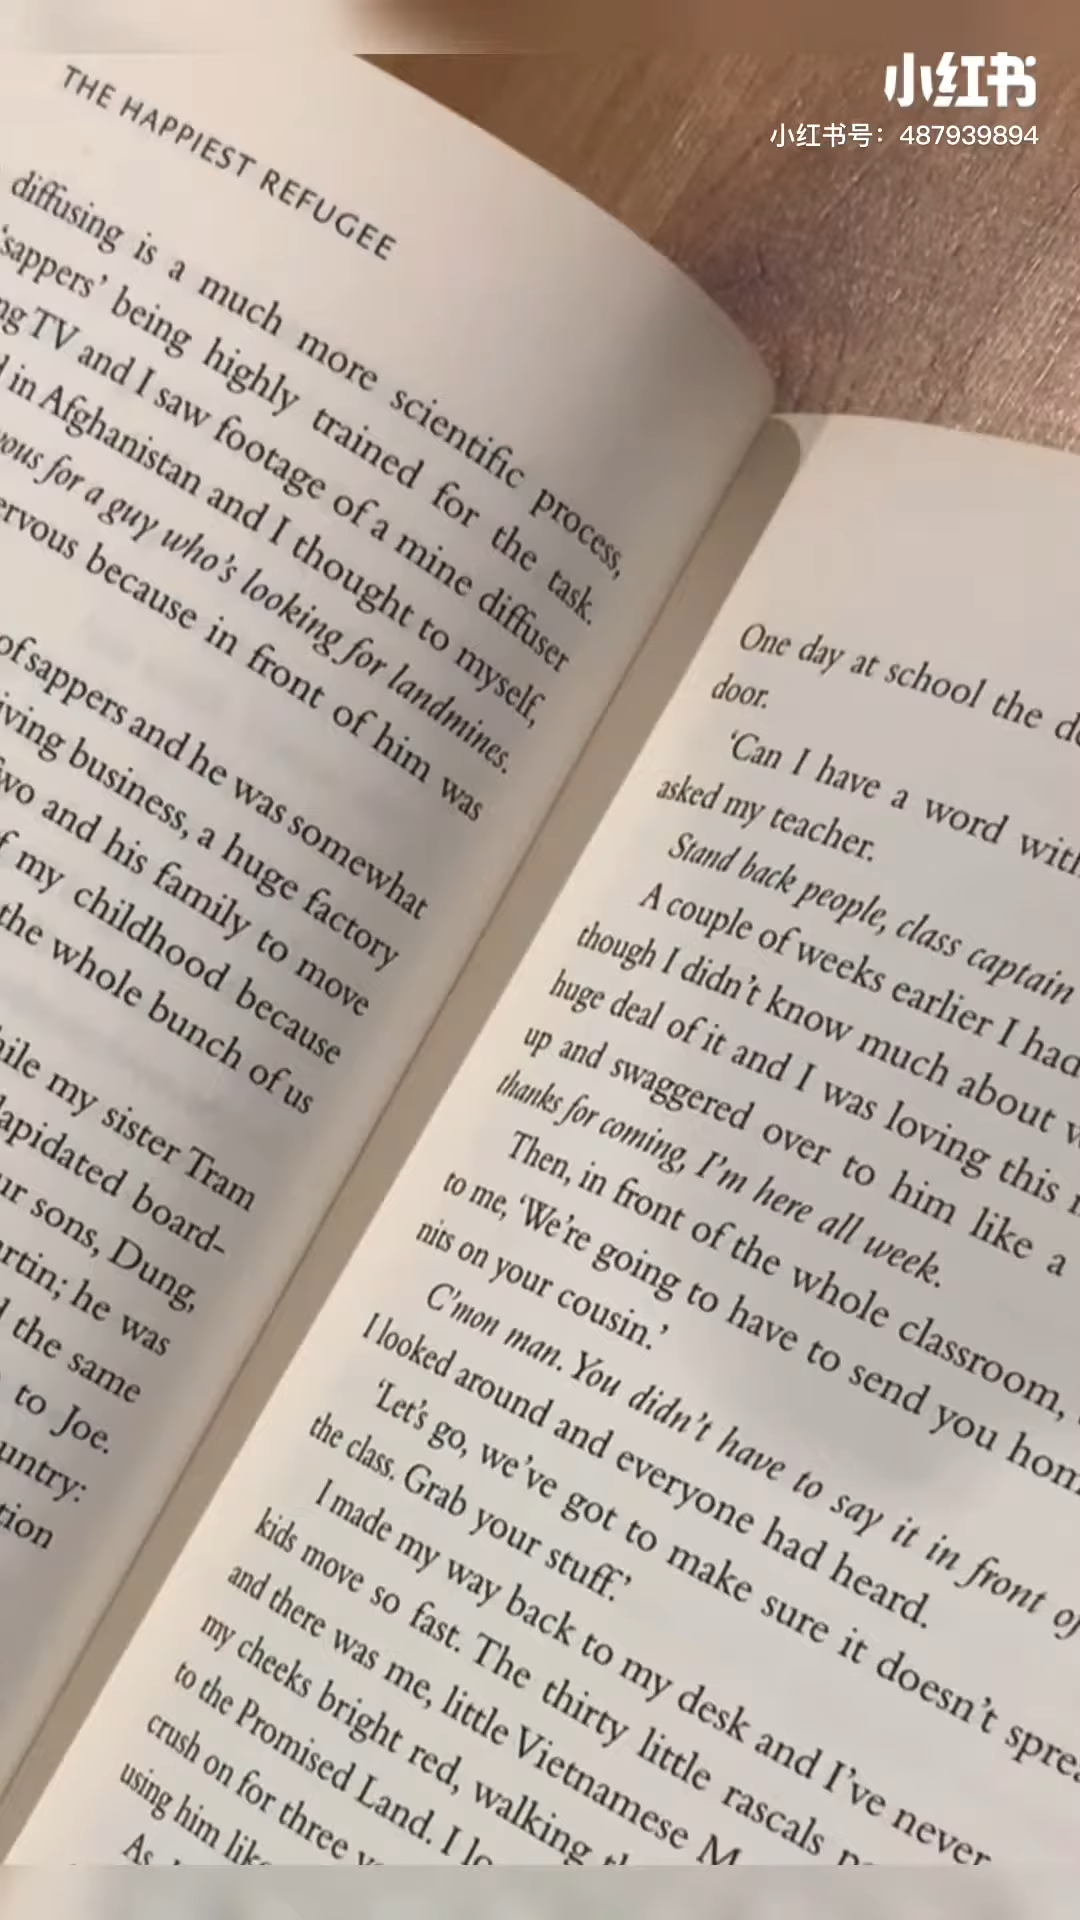 小红书
小红书号：487939894
THE HAPPIEST REFUGEE
diffusing is a much more scientific process,
‘sappers’ being highly trained for the task.
TV and I saw footage of a mine diffuser
in Afghanistan and I thought to myself,
for a guy who’s looking for landmines.
because in front of him was
of sappers and he was somewhat
business, a huge factory
and his family to move
my childhood because
the whole bunch of us
my sister Tram
board-
sons, Dung,
he was
the same
to Joe.
One day at school the
door.
‘Can I have a word with
asked my teacher.
Stand back people, class captain
A couple of weeks earlier I had
though I didn’t know much about
huge deal of it and I was loving this
up and swaggered over to him like a
thanks for coming, I’m here all week.
Then, in front of the whole classroom,
to me, ‘We’re going to have to send you
nits on your cousin.’
C’mon man. You didn’t have to say it in front of
I looked around and everyone had heard.
‘Let’s go, we’ve got to make sure it doesn’t
the class. Grab your stuff.’
I made my way back to my desk and I’ve never
kids move so fast. The thirty little rascals
and there was me, little Vietnamese
my cheeks bright red, walking
to the Promised Land. I
crush on for three
using him
As